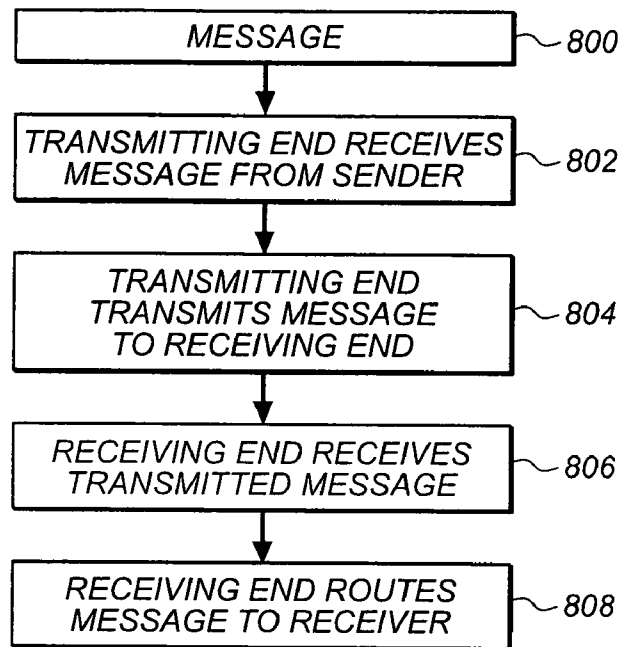 MESSAGE
800
TRANSMITTING END RECEIVES
MESSAGE FROM SENDER
802
TRANSMITTING END
TRANSMITS MESSAGE
TO RECEIVING END
804
RECEIVING END RECEIVES
TRANSMITTED MESSAGE
806
RECEIVING END ROUTES
MESSAGE TO RECEIVER
808